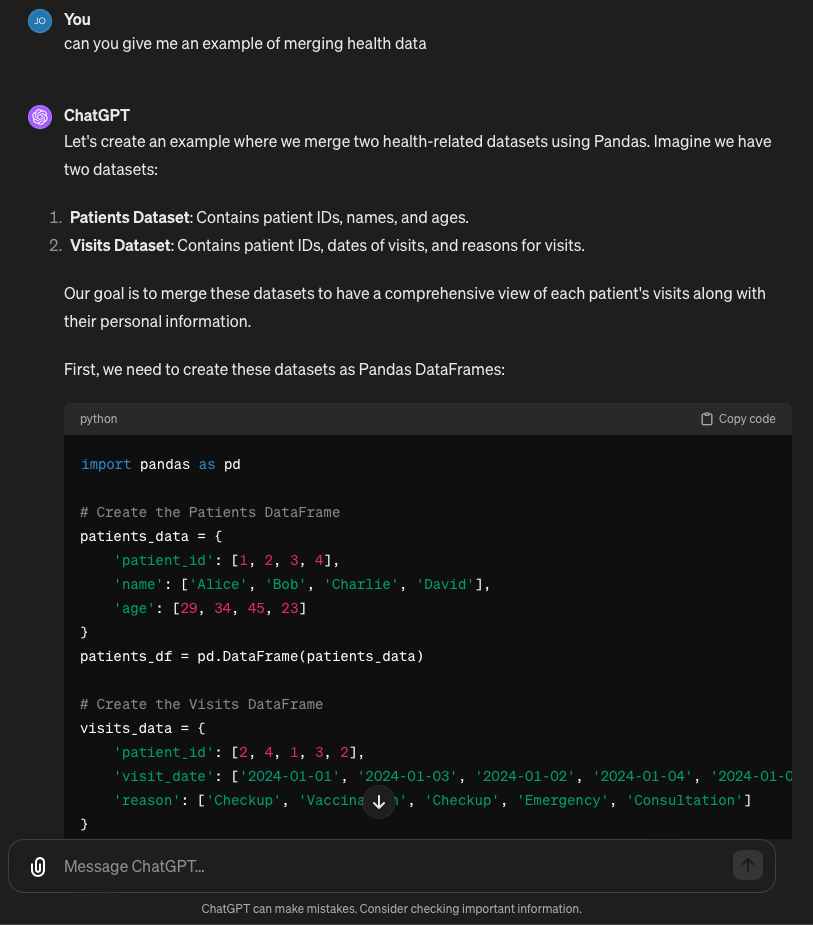 JO
You
can you give me an example of merging health data
ChatGPT
Let's create an example where we merge two health-related datasets using Pandas. Imagine we have
two datasets:
1. Patients Dataset: Contains patient IDs, names, and ages.
2. Visits Dataset: Contains patient IDs, dates of visits, and reasons for visits.
Our goal is to merge these datasets to have a comprehensive view of each patient's visits along with
their personal information.
First, we need to create these datasets as Pandas DataFrames:
python Copy code
import pandas as pd
# Create the Patients DataFrame
patients_data = {
    'patient_id': [1, 2, 3, 4],
    'name': ['Alice', 'Bob', 'Charlie', 'David'],
    'age': [29, 34, 45, 23]
}
patients_df = pd.DataFrame(patients_data)
# Create the Visits DataFrame
visits_data = {
    'patient_id': [2, 4, 1, 3, 2],
    'visit_date': ['2024-01-01', '2024-01-03', '2024-01-02', '2024-01-04', '2024-01-0
    'reason': ['Checkup', 'Vaccina n', 'Checkup', 'Emergency', 'Consultation']
}
Message ChatGPT...
ChatGPT can make mistakes. Consider checking important information.